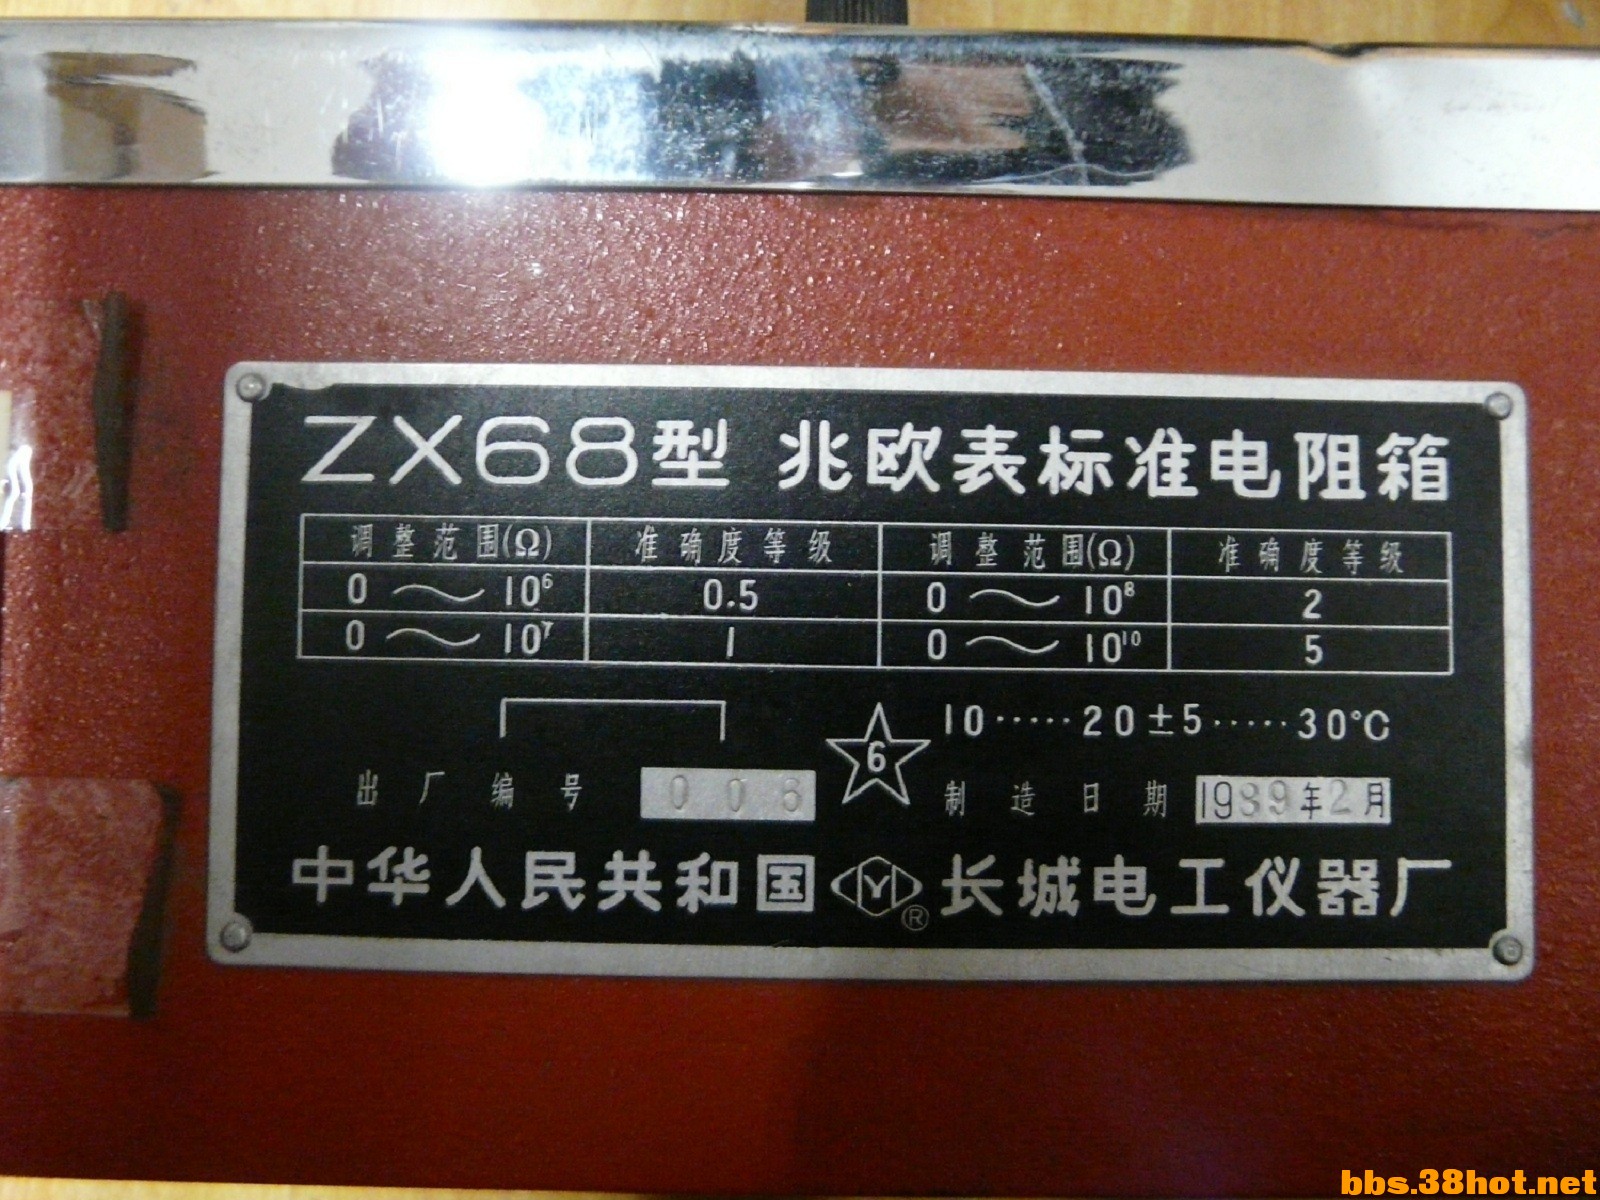 ZX68型 兆欧表标准电阻箱
调整范围(Ω) 准确度等级 调整范围(Ω) 准确度等级
0～10⁶ 0.5 0～10⁸ 2
0～10⁷ 1 0～10¹⁰ 5
6 10·····20±5·····30℃
出厂编号 制造日期 1989年2月
中华人民共和国 Y ® 长城电工仪器厂
bbs.38hot.net